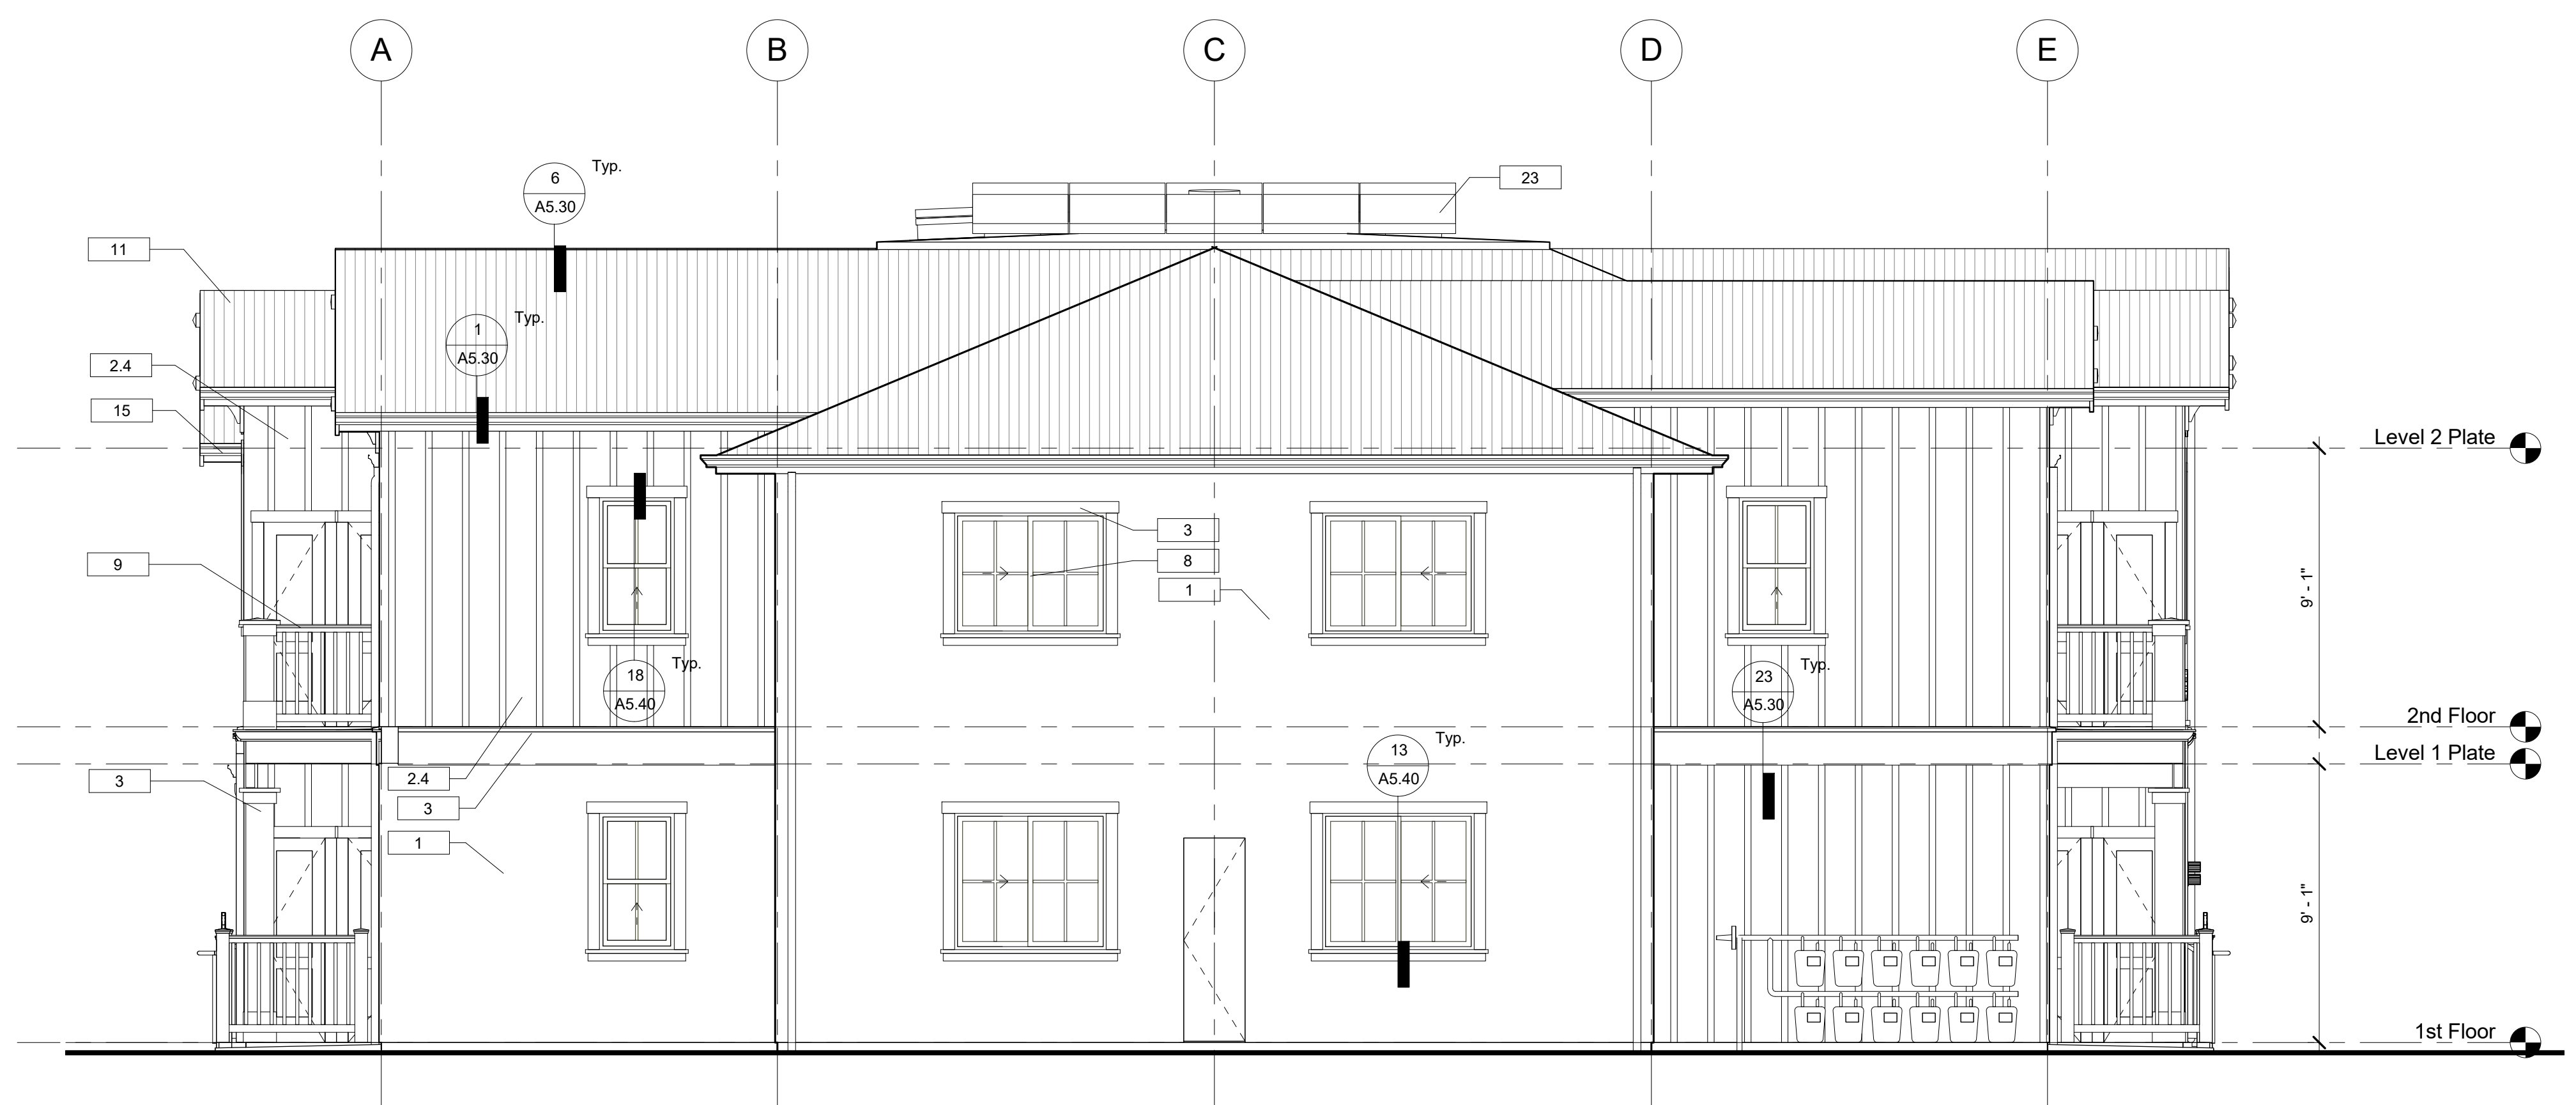 A
B
C
D
E
6
A5.30
Typ.
23
11
1
A5.30
Typ.
2.4
15
Level 2 Plate
3
8
1
9
9' - 1"
18
A5.40
Typ.
23
A5.30
Typ.
2nd Floor
13
A5.40
Typ.
Level 1 Plate
3
2.4
3
1
9' - 1"
1st Floor